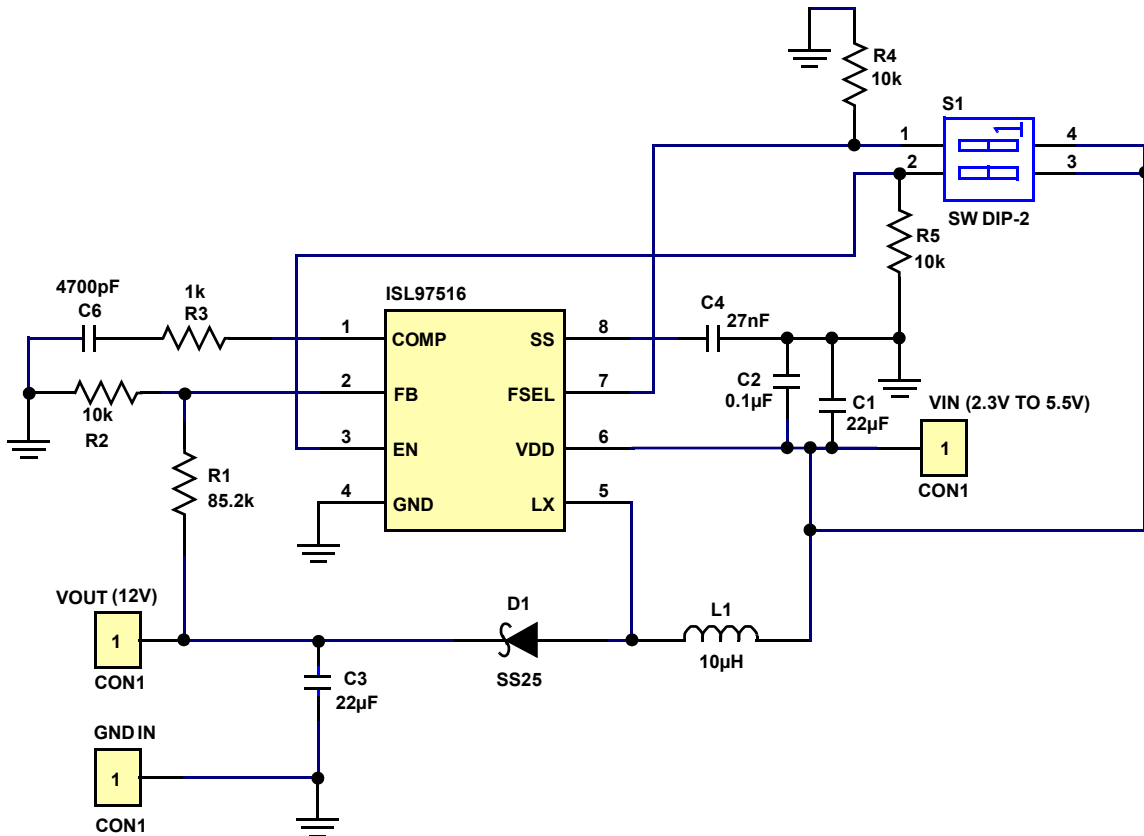 R4
10k
S1
1
4
2
3
SW DIP-2
R5
10k
4700pF
C6
1k
R3
ISL97516
C4
27nF
1
COMP
SS
8
2
FB
FSEL
7
3
EN
VDD
6
4
GND
LX
5
10k
R2
C2
0.1µF
C1
22µF
VIN (2.3V TO 5.5V)
1
CON1
R1
85.2k
VOUT (12V)
1
CON1
D1
SS25
L1
10µH
C3
22µF
GND IN
1
CON1